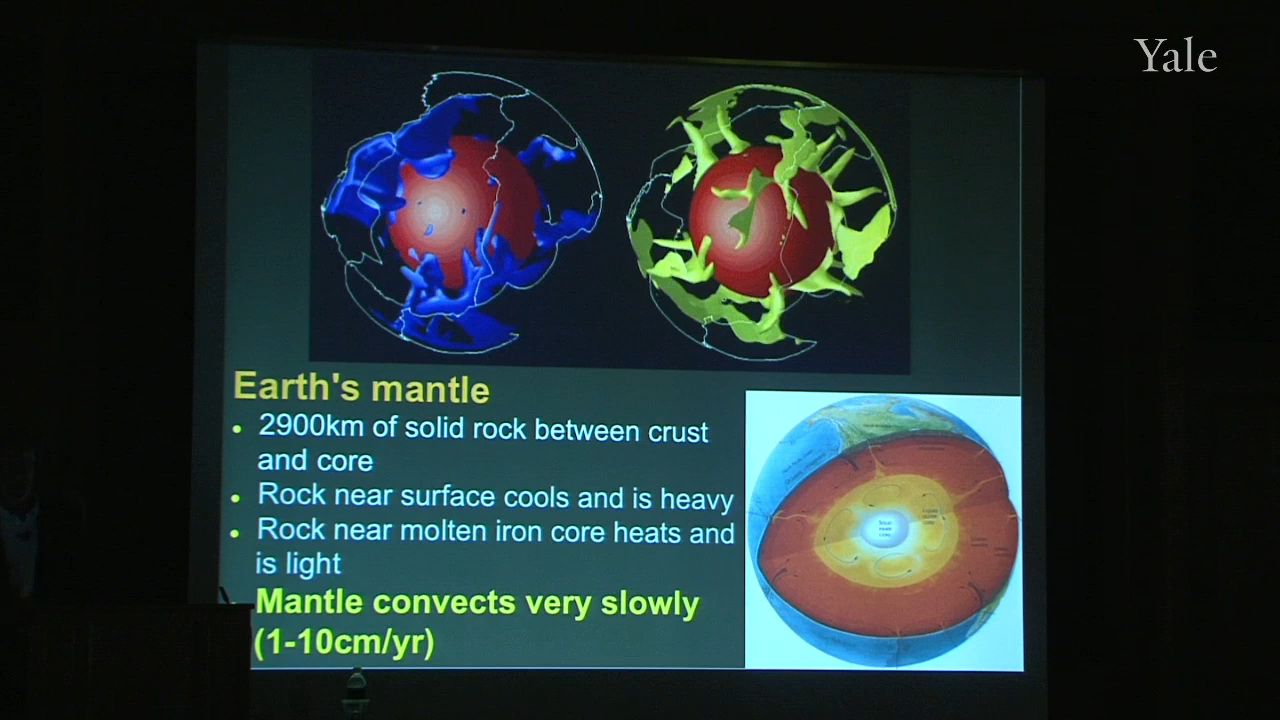 Yale
Earth's mantle
• 2900km of solid rock between crust
and core
• Rock near surface cools and is heavy
• Rock near molten iron core heats and
is light
Mantle convects very slowly
(1-10cm/yr)